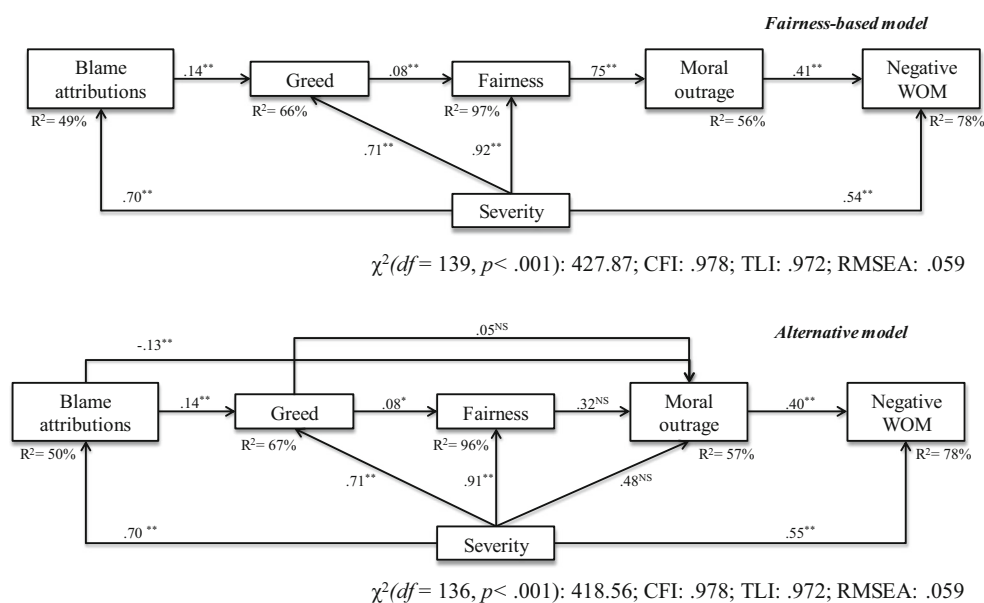 Fairness-based model
Blame attributions .14** Greed .08** Fairness 75** Moral outrage .41** Negative WOM
R²= 49% R²= 66% R²= 97% R²= 56% R²= 78%
.71** .92**
.70** Severity .54**
χ²(df = 139, p< .001): 427.87; CFI: .978; TLI: .972; RMSEA: .059
.05NS Alternative model
-.13**
Blame attributions .14** Greed .08* Fairness .32NS Moral outrage .40** Negative WOM
R²= 50% R²= 67% R²= 96% R²= 57% R²= 78%
.71** .91** .48NS
.70 ** Severity .55**
χ²(df = 136, p< .001): 418.56; CFI: .978; TLI: .972; RMSEA: .059